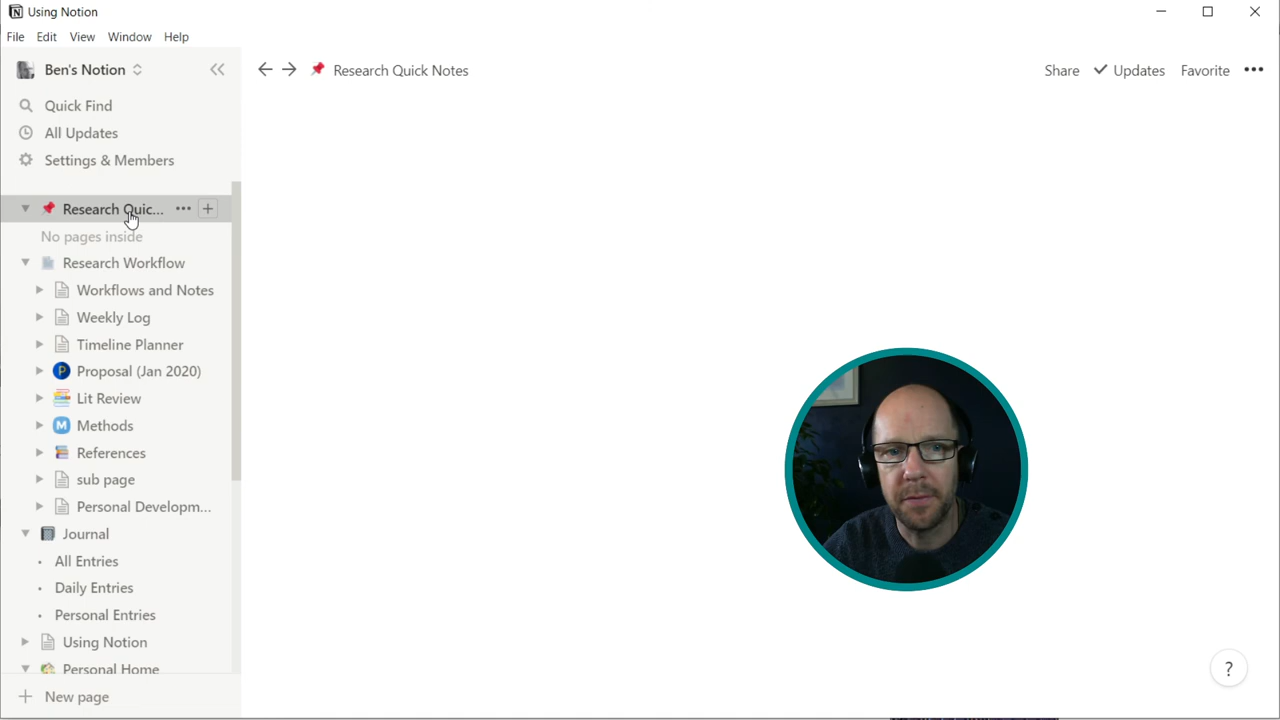 Using Notion
File Edit View Window Help
Ben's Notion
Research Quick Notes
Share Updates Favorite
Quick Find
All Updates
Settings & Members
Research Quic...
No pages inside
Research Workflow
Workflows and Notes
Weekly Log
Timeline Planner
P Proposal (Jan 2020)
Lit Review
M Methods
References
sub page
Personal Developm...
Journal
All Entries
Daily Entries
Personal Entries
Using Notion
Personal Home
New page
?